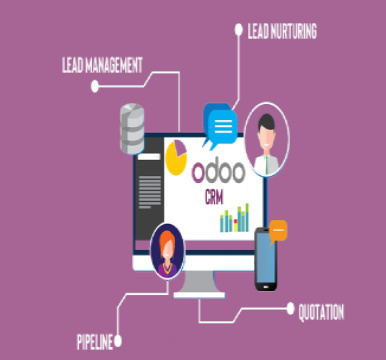 LEAD NURTURING
LEAD MANAGEMENT
odoo
CRM
QUOTATION
PIPELINE